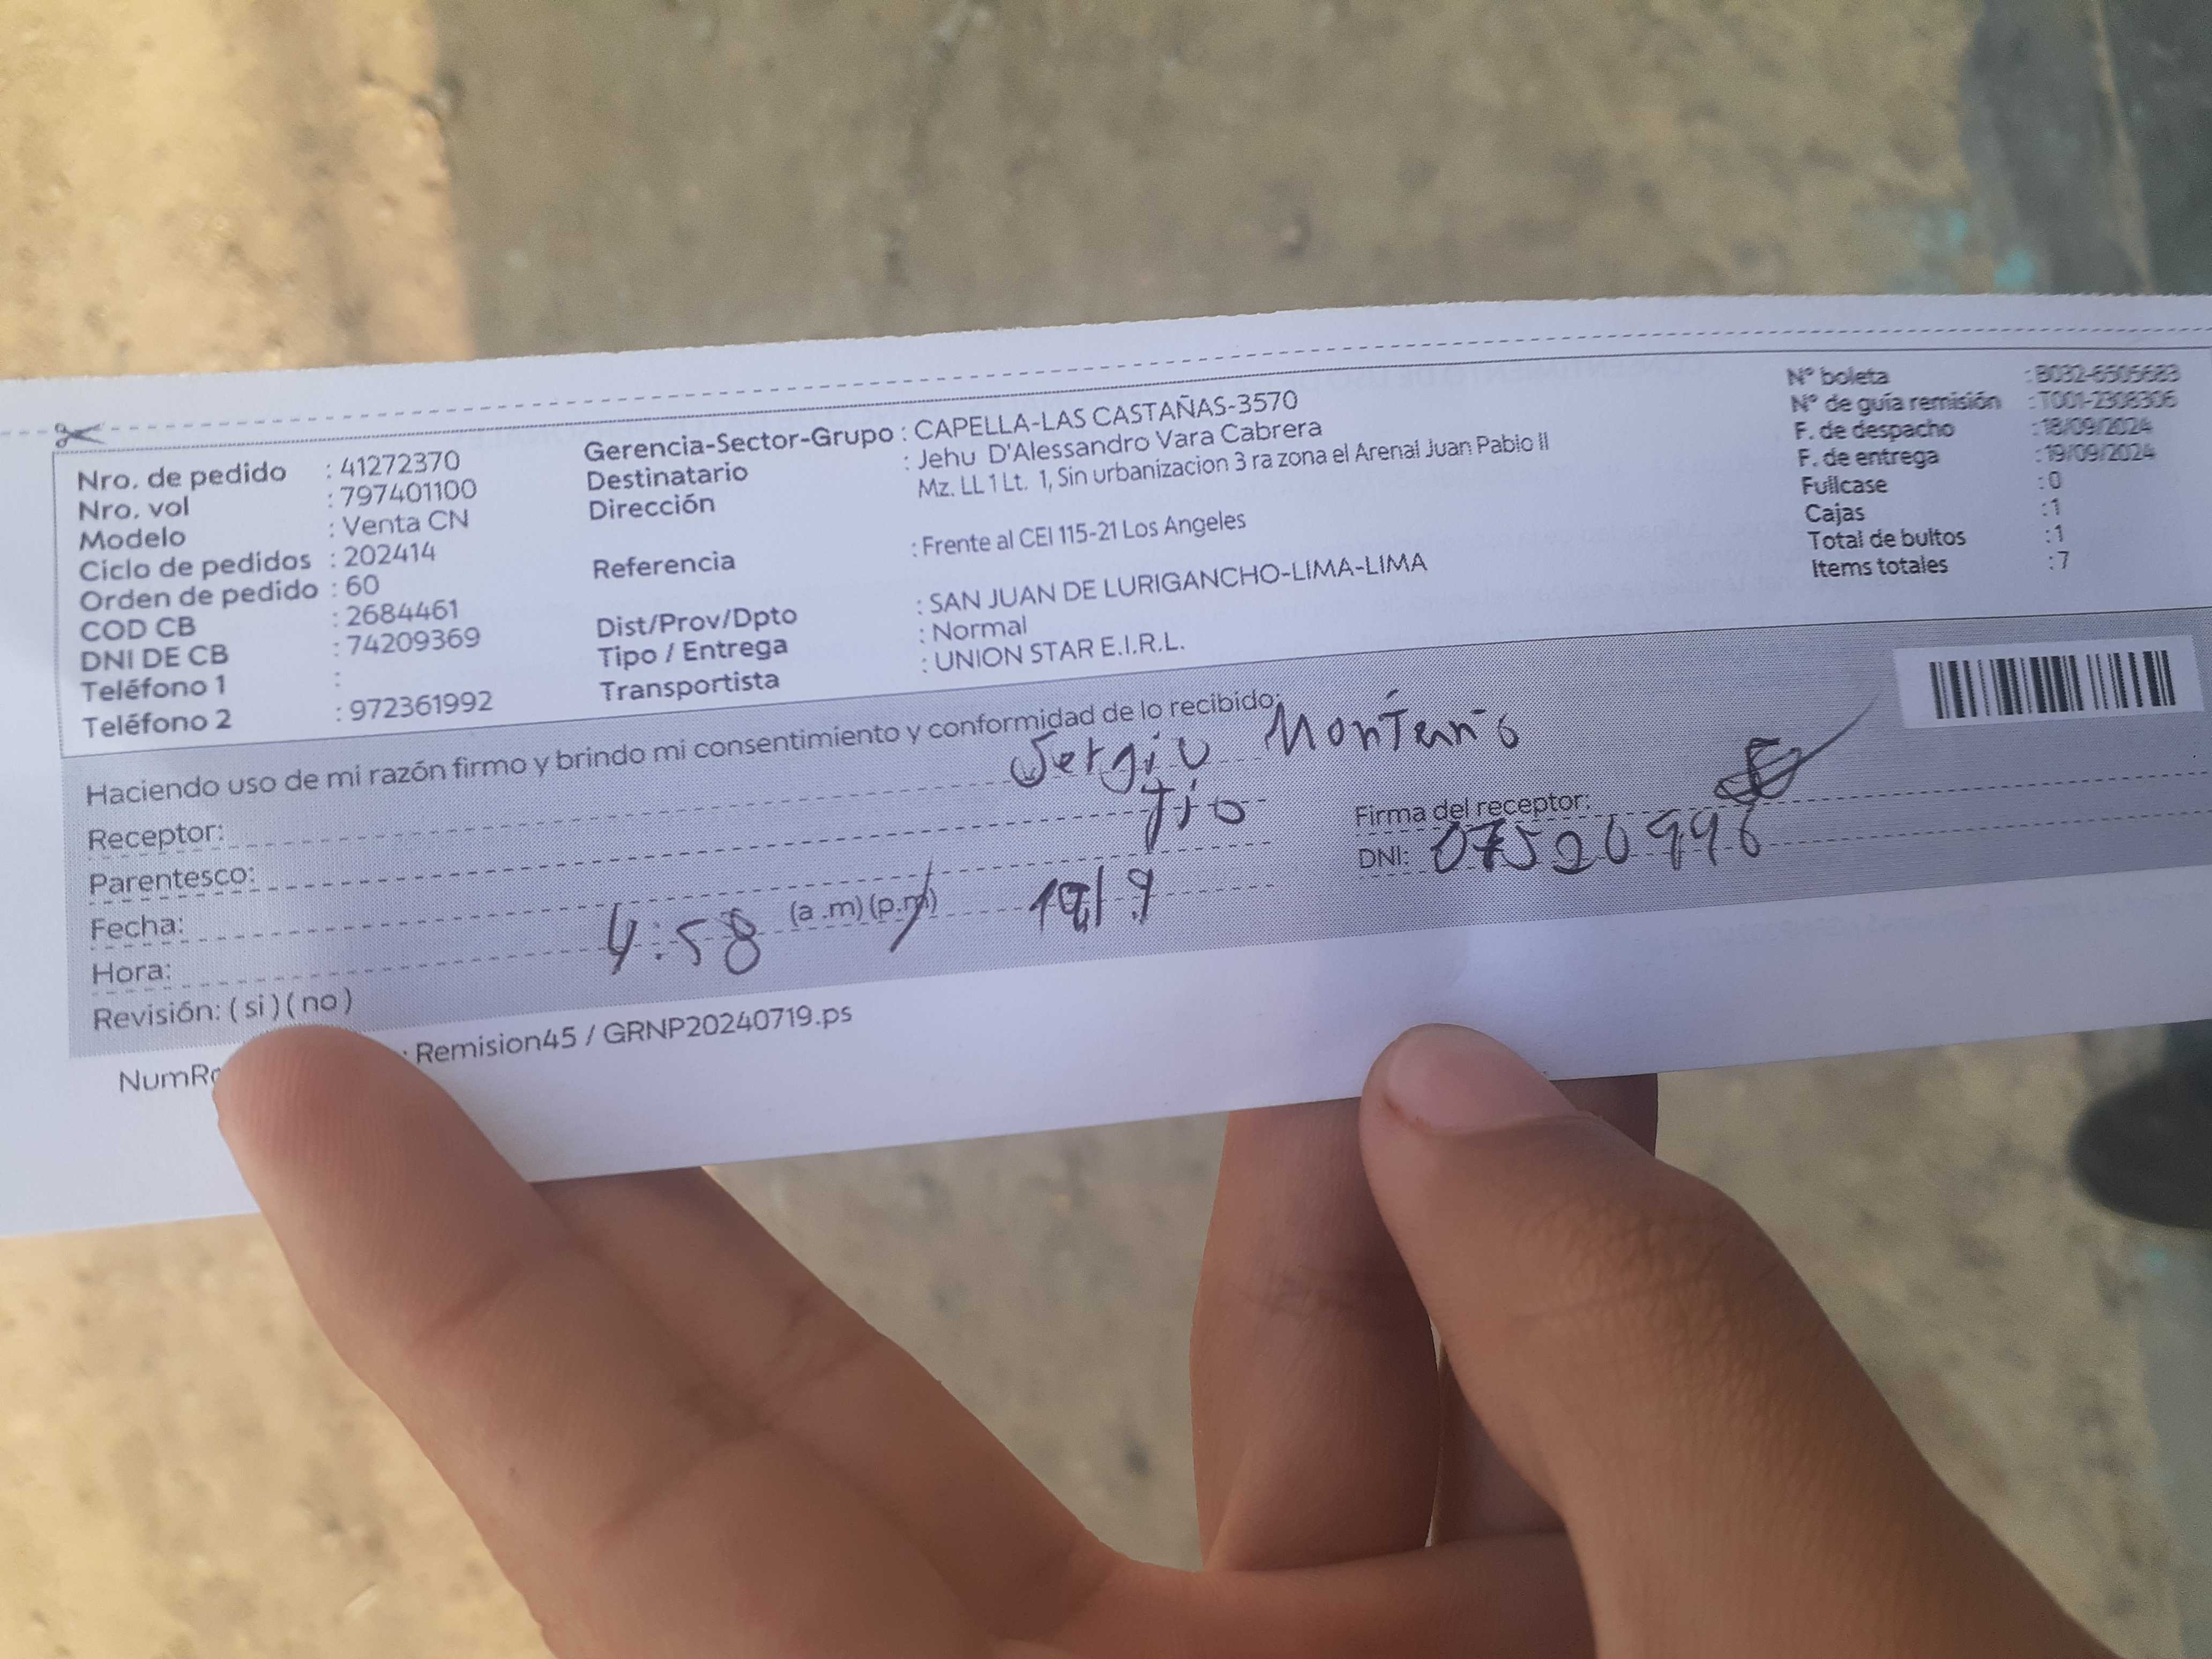 Nro. de pedido : 41272370
Nro. vol : 797401100
Modelo : Venta CN
Ciclo de pedidos : 202414
Orden de pedido : 60
COD CB : 2684461
DNI DE CB : 74209369
Teléfono 1 :
Teléfono 2 : 972361992
Gerencia-Sector-Grupo : CAPELLA-LAS CASTAÑAS-3570
Destinatario : Jehu D'Alessandro Vara Cabrera
Dirección : Mz. LL 1 Lt. 1, Sin urbanizacion 3 ra zona el Arenal Juan Pablo II
Referencia : Frente al CEI 115-21 Los Angeles
Dist/Prov/Dpto : SAN JUAN DE LURIGANCHO-LIMA-LIMA
Tipo / Entrega : Normal
Transportista : UNION STAR E.I.R.L.
N° boleta : B032-6505683
N° de guía remisión : T001-2308306
F. de despacho : 18/09/2024
F. de entrega : 19/09/2024
Fullcase : 0
Cajas : 1
Total de bultos : 1
Items totales : 7
Haciendo uso de mi razón firmo y brindo mi consentimiento y conformidad de lo recibido:
Receptor: Sergio Montaño
Parentesco: Tio
Fecha: 19/9
Hora: 4:58 (a .m) (p.m)
Revisión: ( si ) ( no )
Firma del receptor:
DNI: 07520996
: Remision45 / GRNP20240719.ps